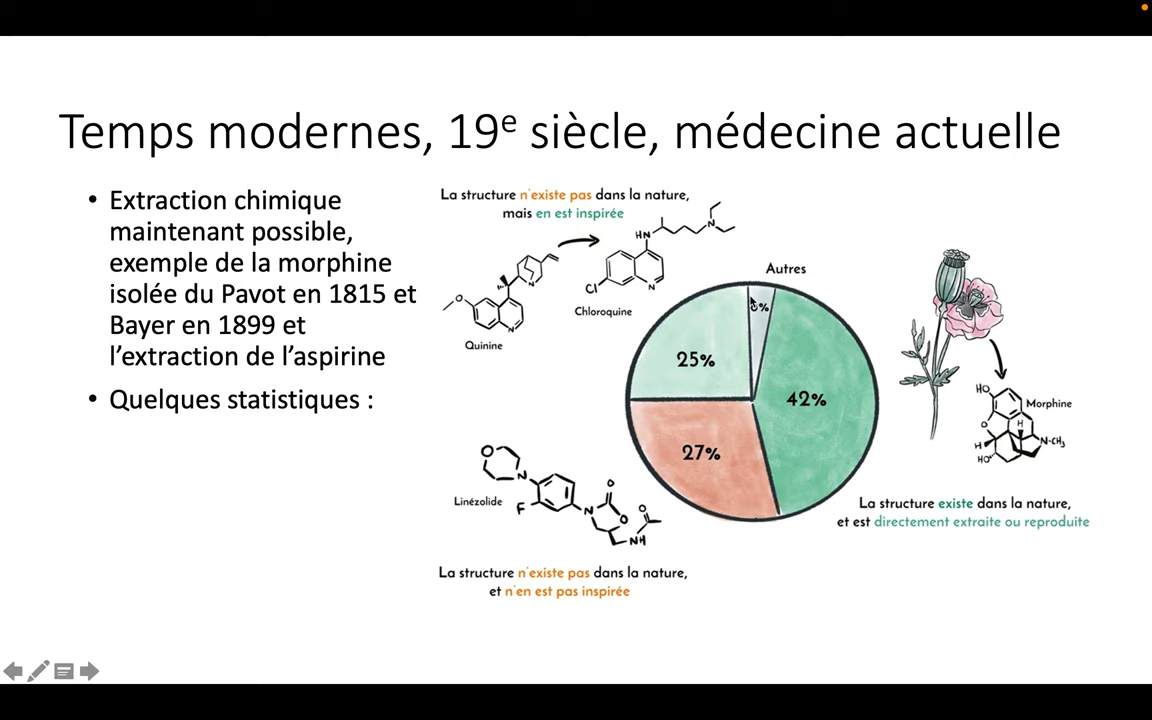 Temps modernes, 19e siècle, médecine actuelle
• Extraction chimique
maintenant possible,
exemple de la morphine
isolée du Pavot en 1815 et
Bayer en 1899 et
l’extraction de l’aspirine
• Quelques statistiques :
La structure n'existe pas dans la nature,
mais en est inspirée
HN
N
Cl
N
Chloroquine
H
N
O
N
Quinine
Autres
%
25%
42%
27%
HO
O
H
H
N-CH3
HO
Morphine
La structure existe dans la nature,
et est directement extraite ou reproduite
O
N
F
Linézolide
O
N
O
O
NH
La structure n'existe pas dans la nature,
et n'en est pas inspirée